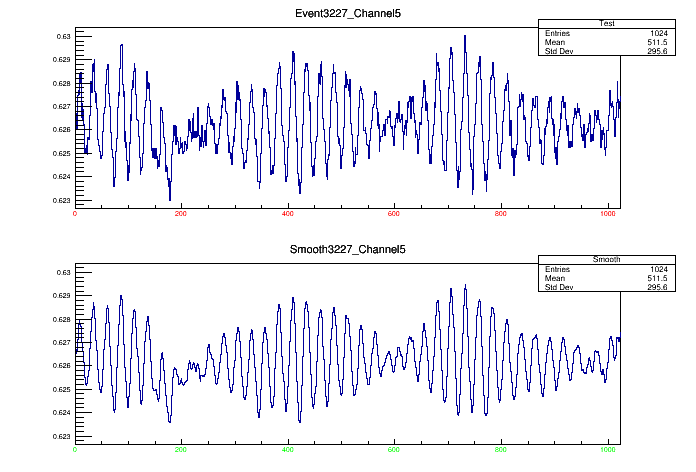 Event3227_Channel5
Test
Entries 1024
Mean 511.5
Std Dev 295.6
0.63
0.629
0.628
0.627
0.626
0.625
0.624
0.623
0 200 400 600 800 1000
Smooth3227_Channel5
Smooth
Entries 1024
Mean 511.5
Std Dev 295.6
0.63
0.629
0.628
0.627
0.626
0.625
0.624
0.623
0 200 400 600 800 1000